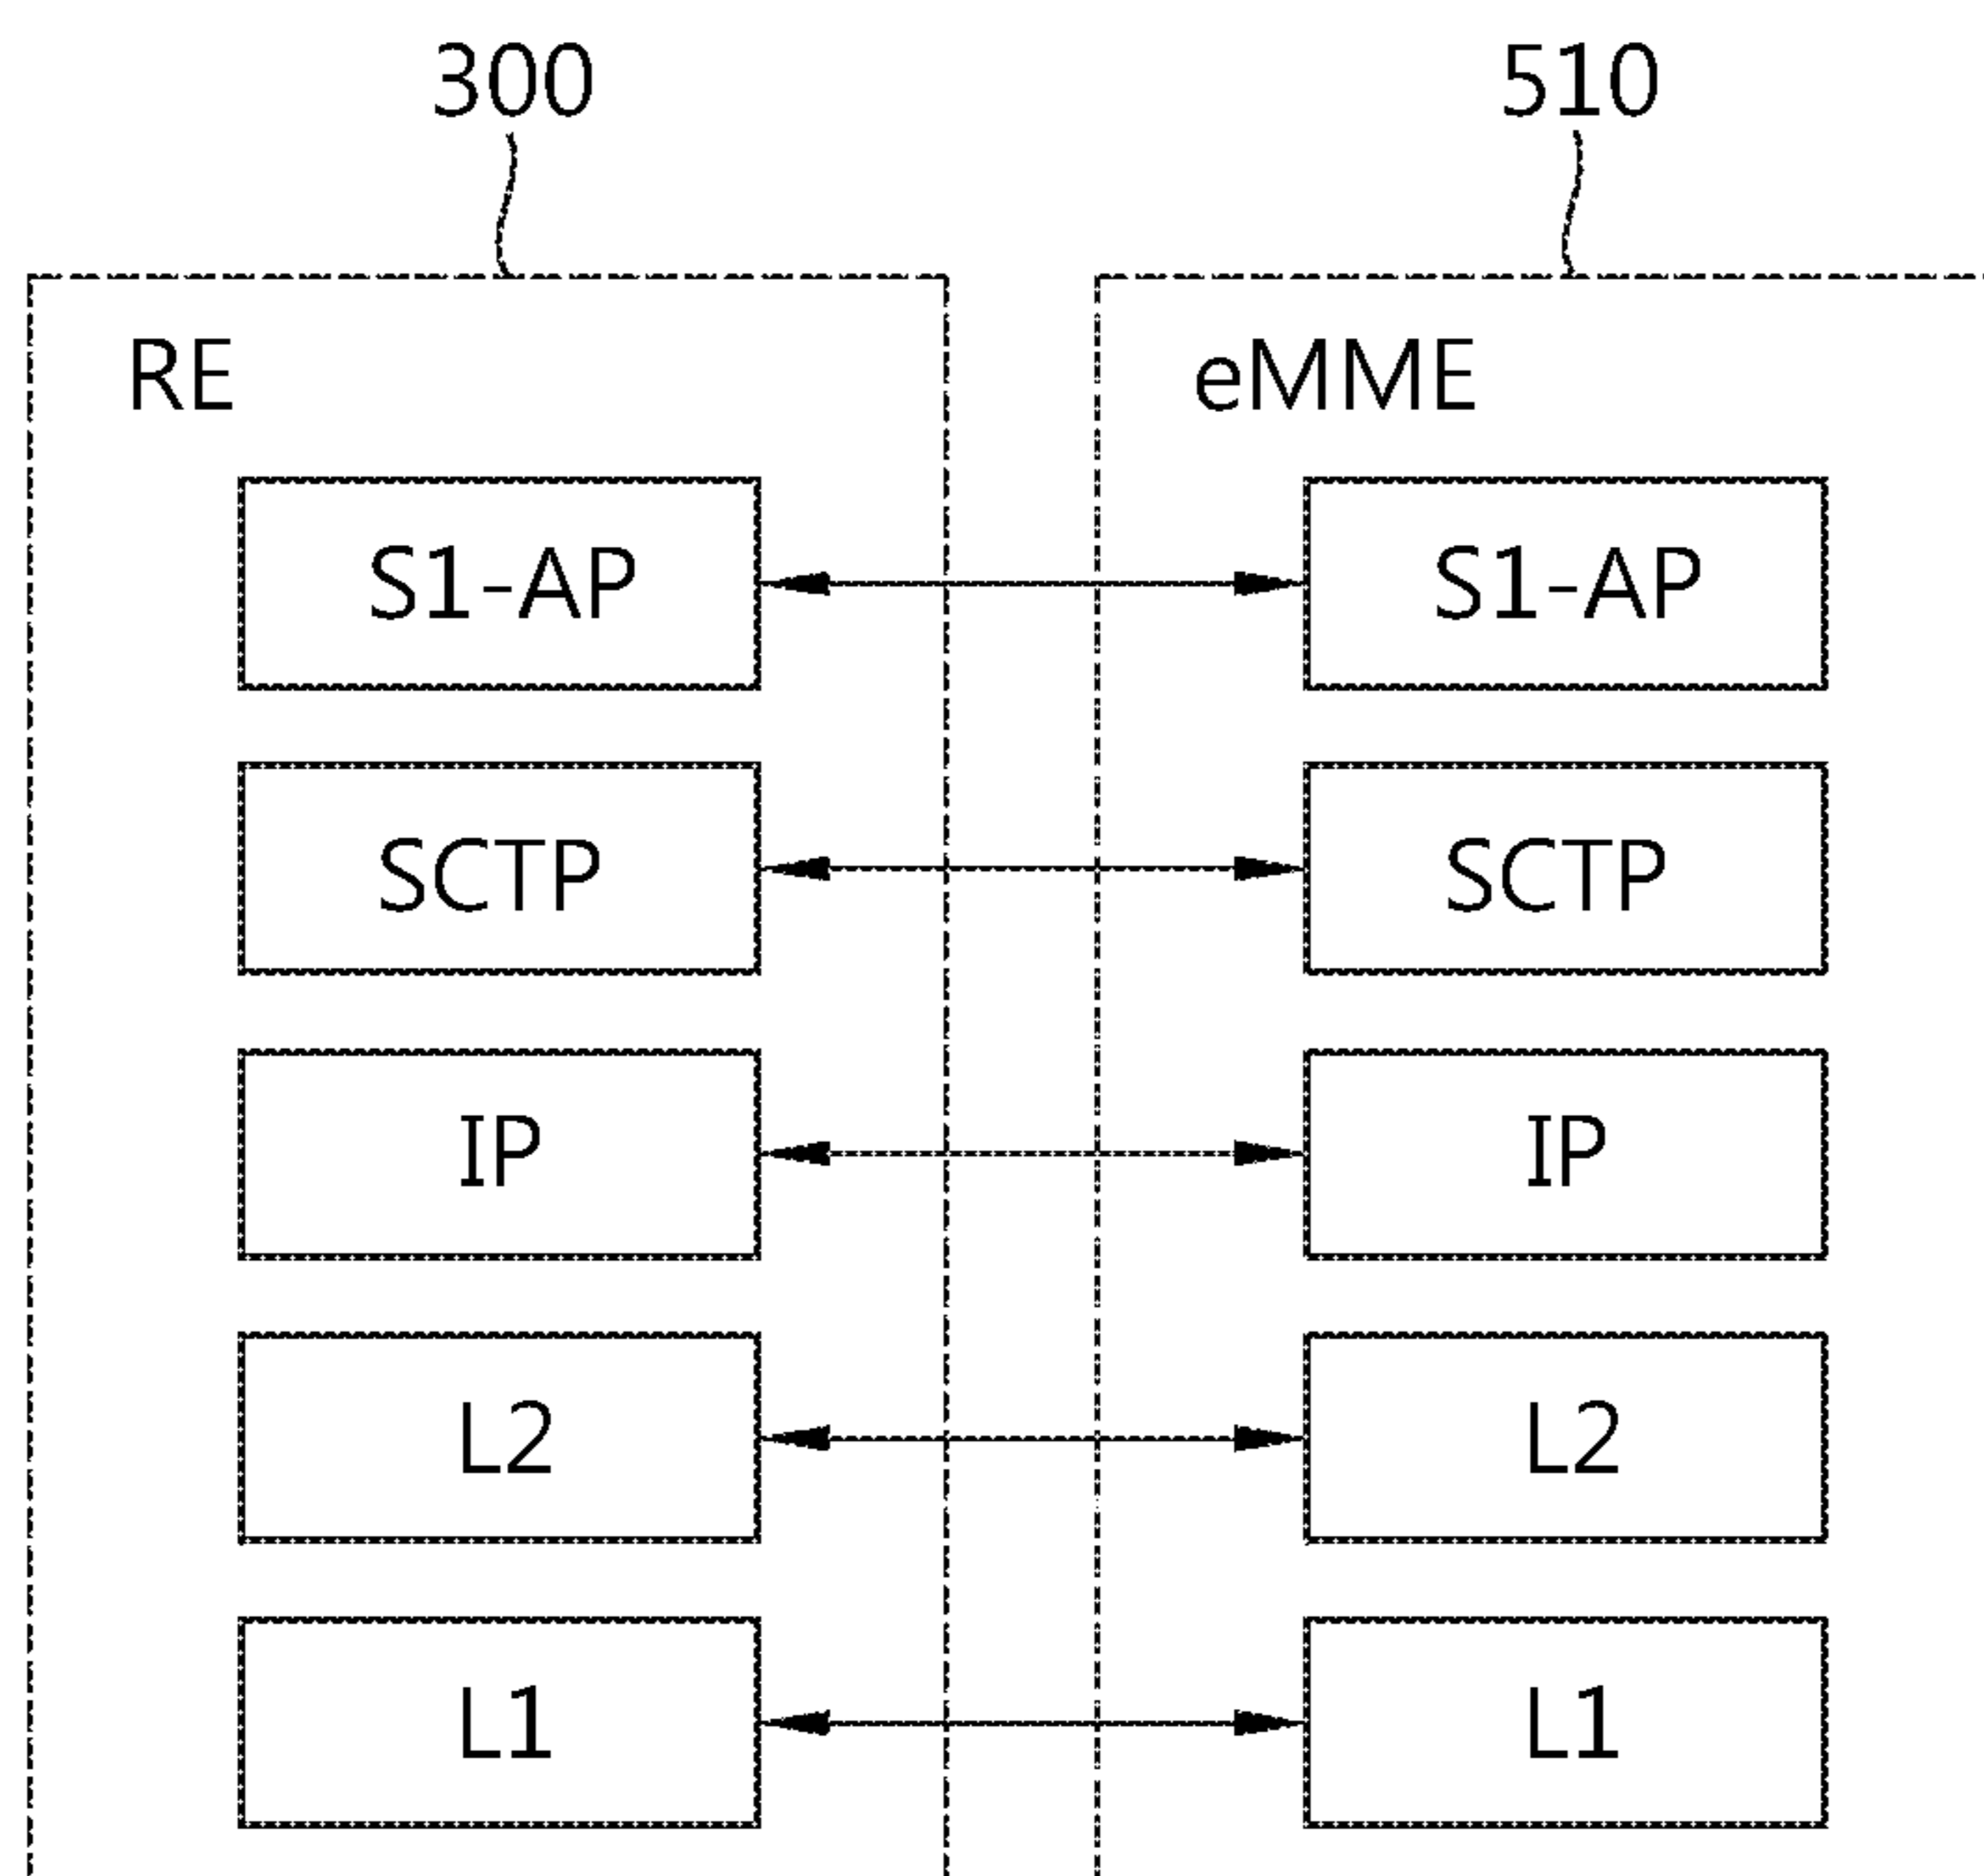 300 510
RE eMME
S1-AP S1-AP
SCTP SCTP
IP IP
L2 L2
L1 L1